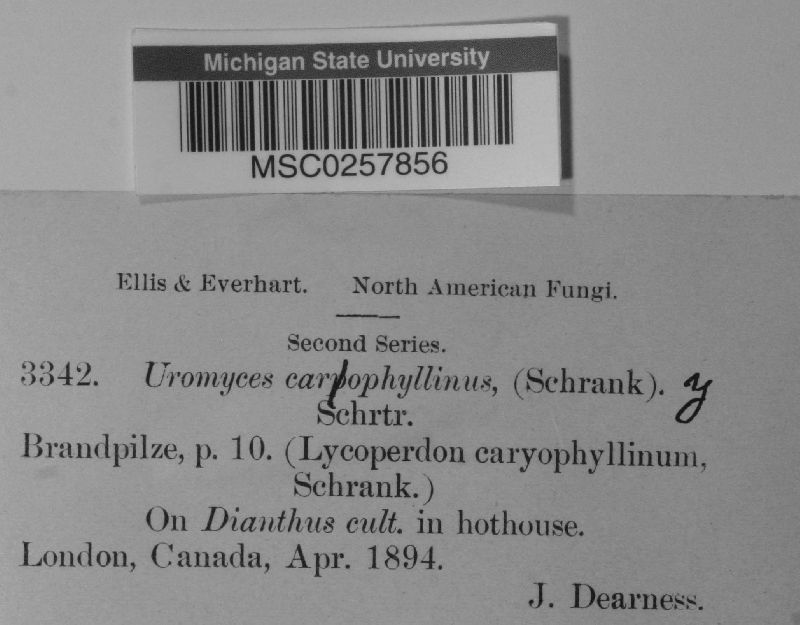 Michigan State University
MSC0257856
Ellis & Everhart. North American Fungi.
Second Series.
3342. Uromyces carpophyllinus, (Schrank). y
Schrtr.
Brandpilze, p. 10. (Lycoperdon caryophyllinum,
Schrank.)
On Dianthus cult. in hothouse.
London, Canada, Apr. 1894.
J. Dearness.